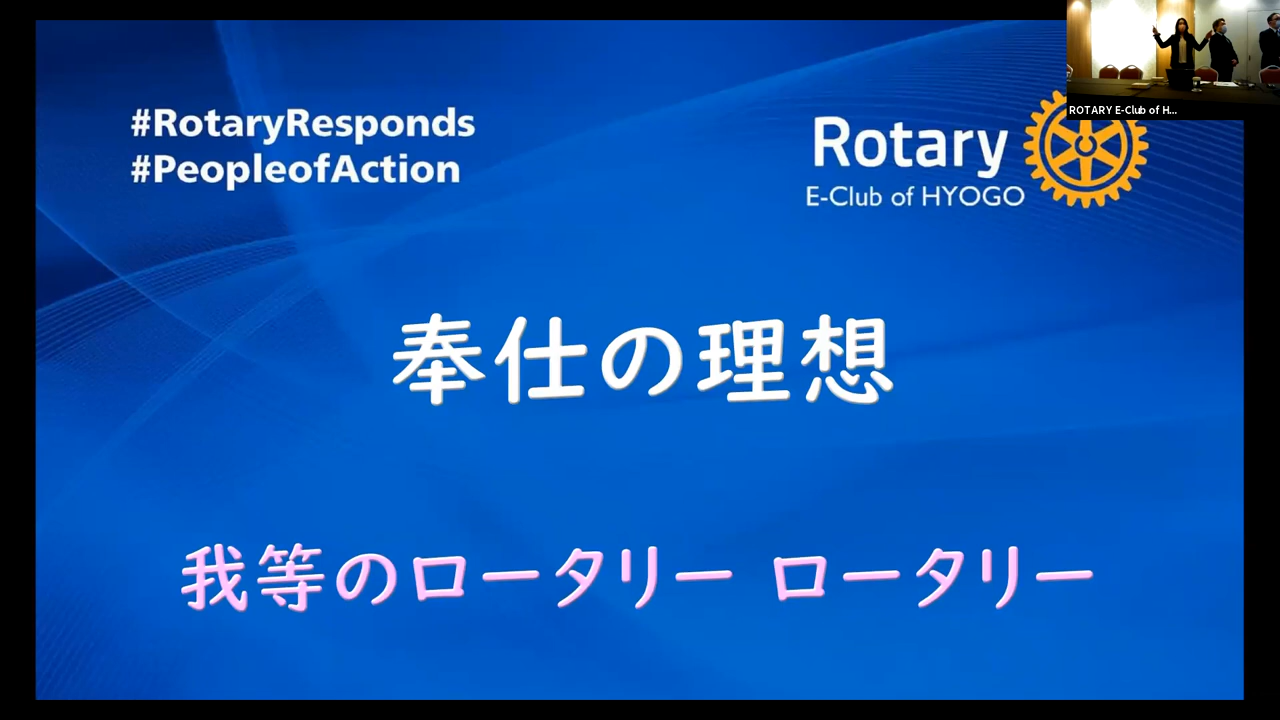 #RotaryResponds
#PeopleofAction
ROTARY E-Club of H...
Rotary
E-Club of HYOGO
奉仕の理想
我等のロータリー ロータリー